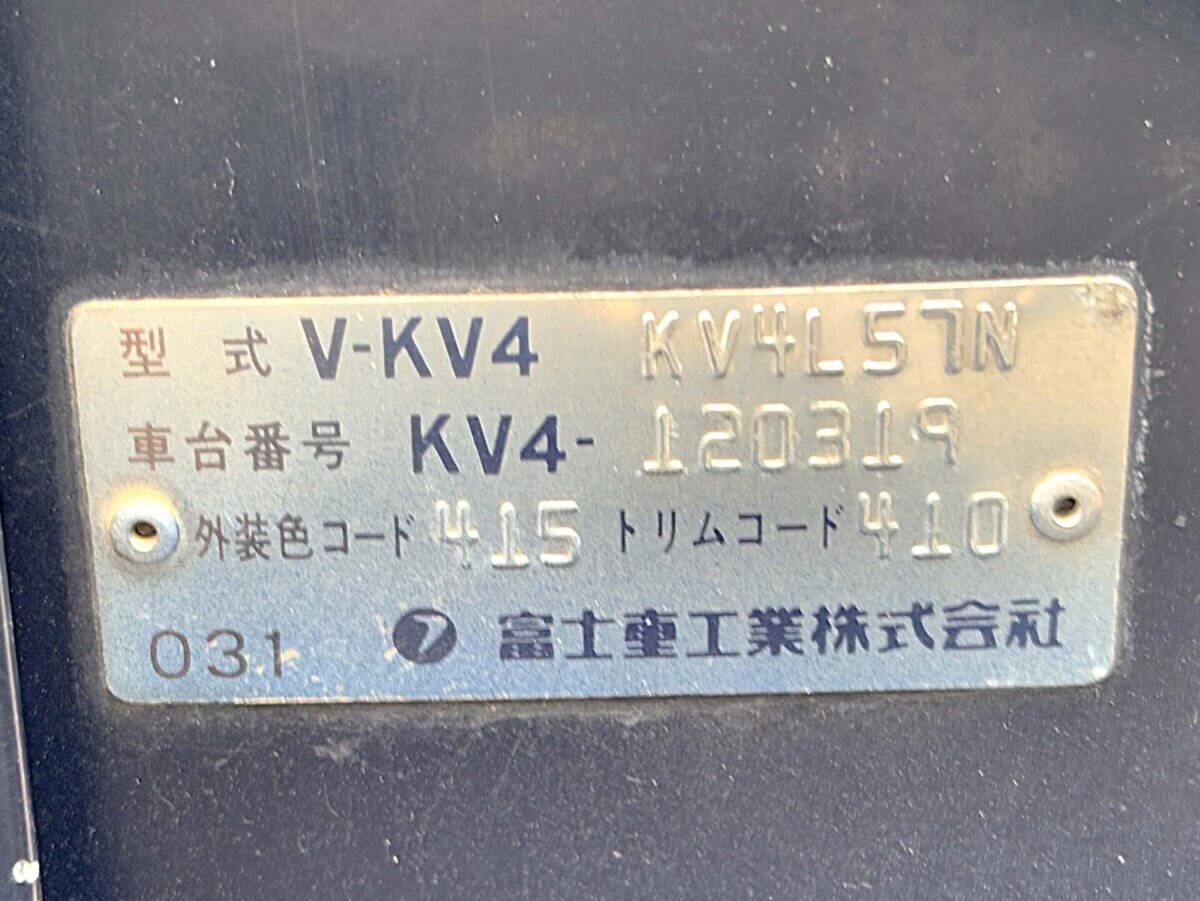 型式 V-KV4 KV4L57N
車台番号 KV4- 120319
外装色コード 415 トリムコード 410
031 富士重工業株式会社